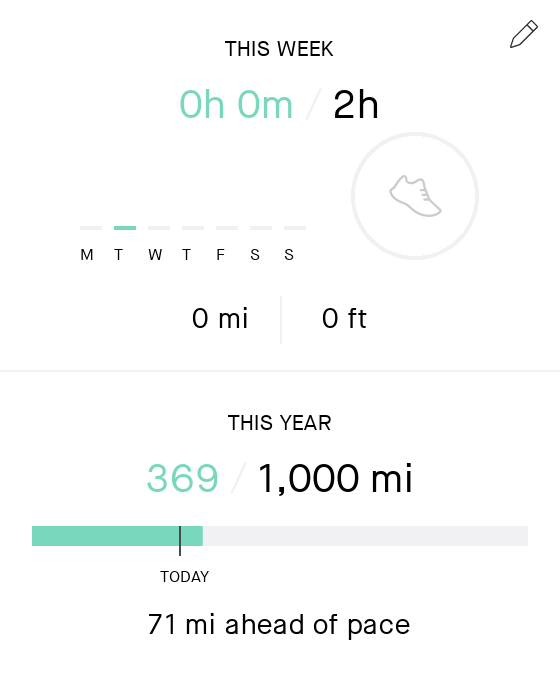 THIS WEEK
0h 0m / 2h
M T W T F S S
0 mi 0 ft
THIS YEAR
369 / 1,000 mi
TODAY
71 mi ahead of pace